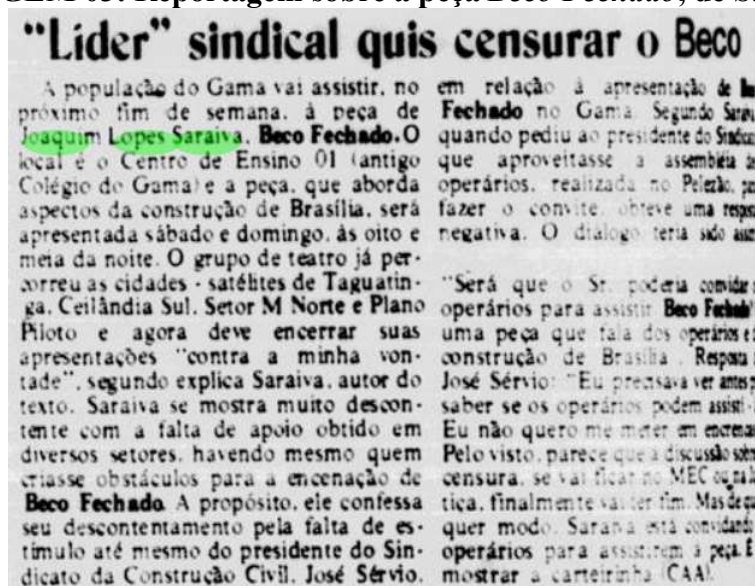 Reportagem sobre a peça Beco Fechado, de
"Líder" sindical quis censurar o Beco
A população do Gama vai assistir, no
próximo fim de semana, à peça de
Joaquim Lopes Saraiva, Beco Fechado. O
local é o Centro de Ensino 01 (antigo
Colégio do Gama) e a peça, que aborda
aspectos da construção de Brasília, será
apresentada sábado e domingo, às oito e
meia da noite. O grupo de teatro já per-
correu as cidades - satélites de Taguatin-
ga, Ceilândia Sul, Setor M Norte e Plano
Piloto e agora deve encerrar suas
apresentações "contra a minha von-
tade", segundo explica Saraiva, autor do
texto. Saraiva se mostra muito descon-
tente com a falta de apoio obtido em
diversos setores, havendo mesmo quem
criasse obstáculos para a encenação de
Beco Fechado. A propósito, ele confessa
seu descontentamento pela falta de es-
tímulo até mesmo do presidente do Sin-
dicato da Construção Civil, José Sérvio,
em relação à apresentação de
Fechado no Gama. Segundo
quando pediu ao presidente do
que aproveitasse a assembléia
operários, realizada no Pelezão,
fazer o convite, obteve uma
negativa. O diálogo teria sido
"Será que o Sr. poderia
operários para assistir Beco
uma peça que fala dos operários e
construção de Brasília. Resposta
José Sérvio: "Eu precisava ver antes
saber se os operários podem
Eu não quero me meter em
Pelo visto, parece que a discussão
censura, se vai ficar no MEC ou na
tica, finalmente vai ter fim. Mas de
quer modo, Saraiva está
operários para assistirem à peça. É
mostrar a carteirinha (CAA).